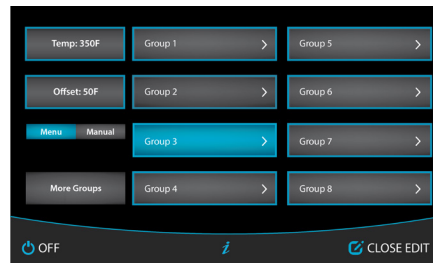 Temp: 350F Group 1 Group 5
Offset: 50F Group 2 Group 6
Menu Manual Group 3 Group 7
More Groups Group 4 Group 8
OFF i CLOSE EDIT